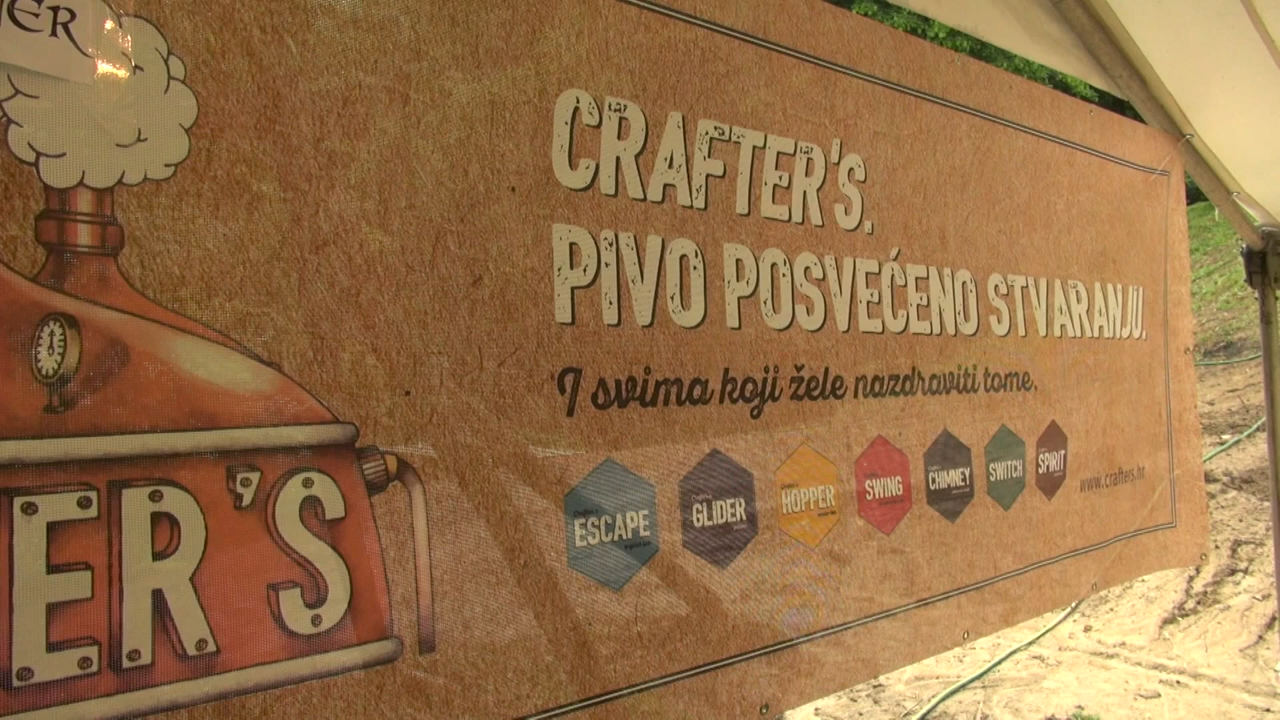 ER
ER'S
CRAFTER'S.
PIVO POSVEĆENO STVARANJU.
I svima koji žele nazdraviti tome.
ESCAPE
GLIDER
HOPPER
SWING
CHIMNEY
SWITCH
SPIRIT
www.crafters.hr